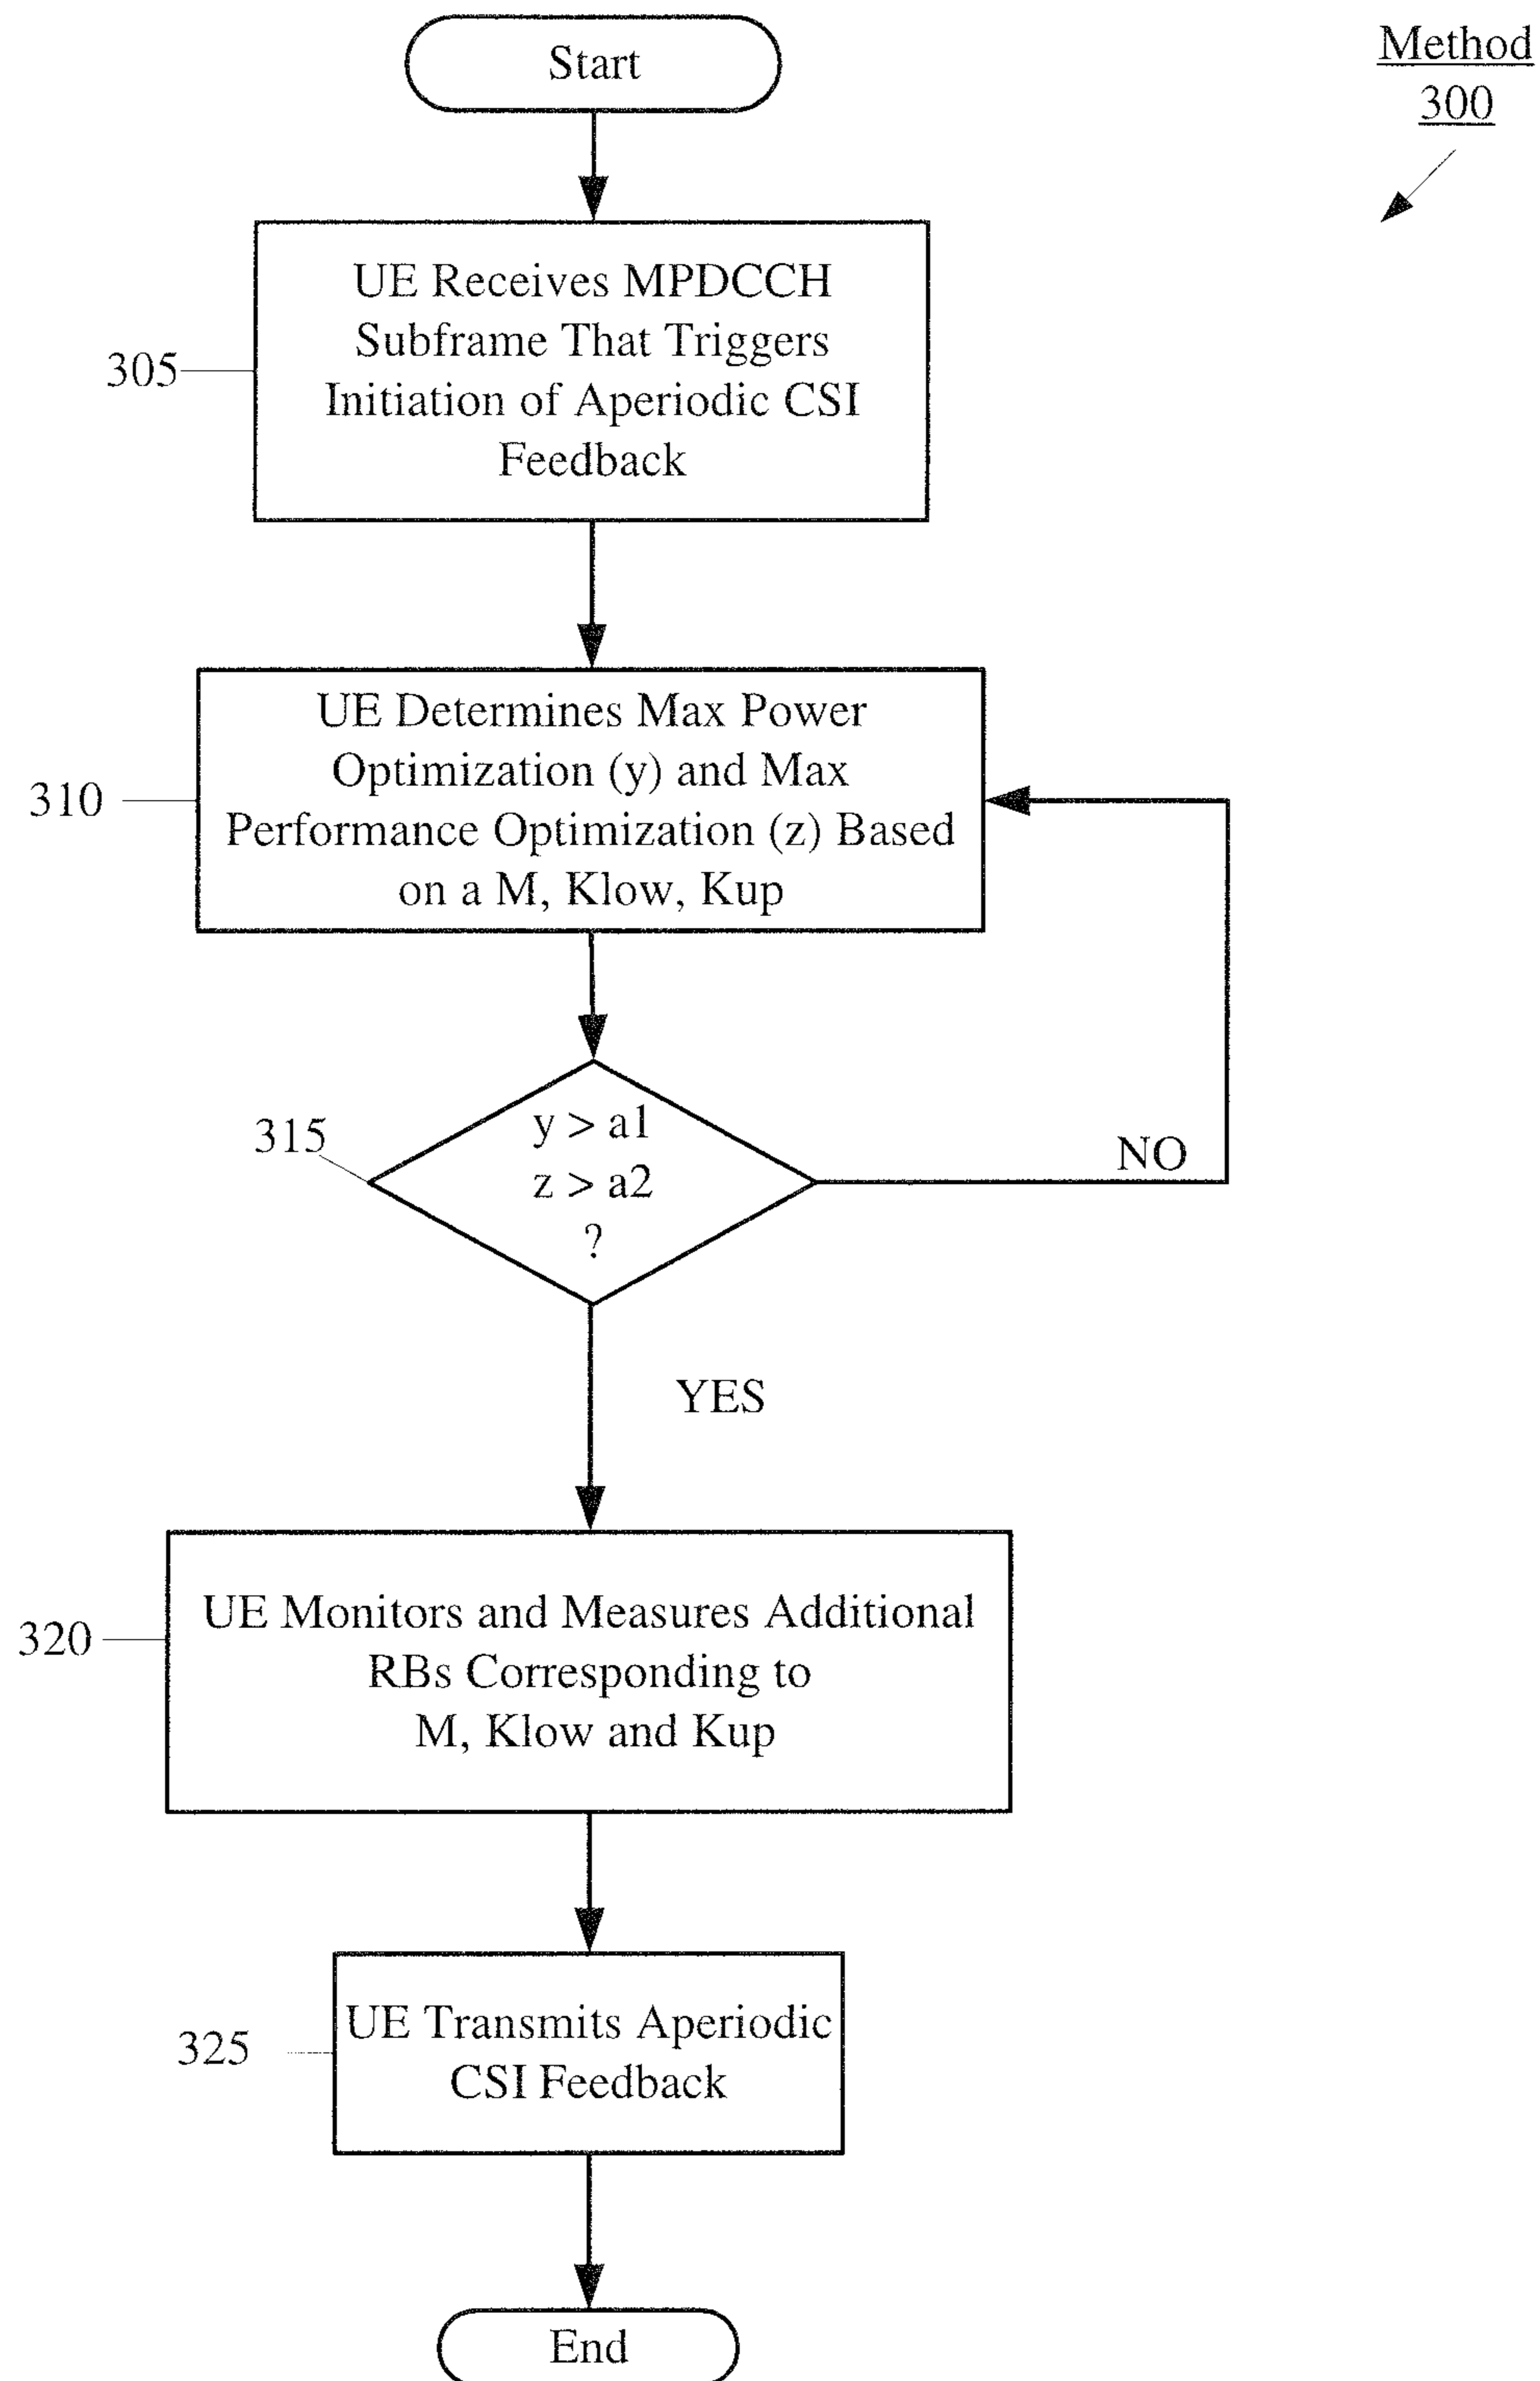 Start
Method
300
UE Receives MPDCCH
Subframe That Triggers
Initiation of Aperiodic CSI
Feedback
305
UE Determines Max Power
Optimization (y) and Max
Performance Optimization (z) Based
on a M, Klow, Kup
310
y > a1
z > a2
?
315
NO
YES
UE Monitors and Measures Additional
RBs Corresponding to
M, Klow and Kup
320
UE Transmits Aperiodic
CSI Feedback
325
End